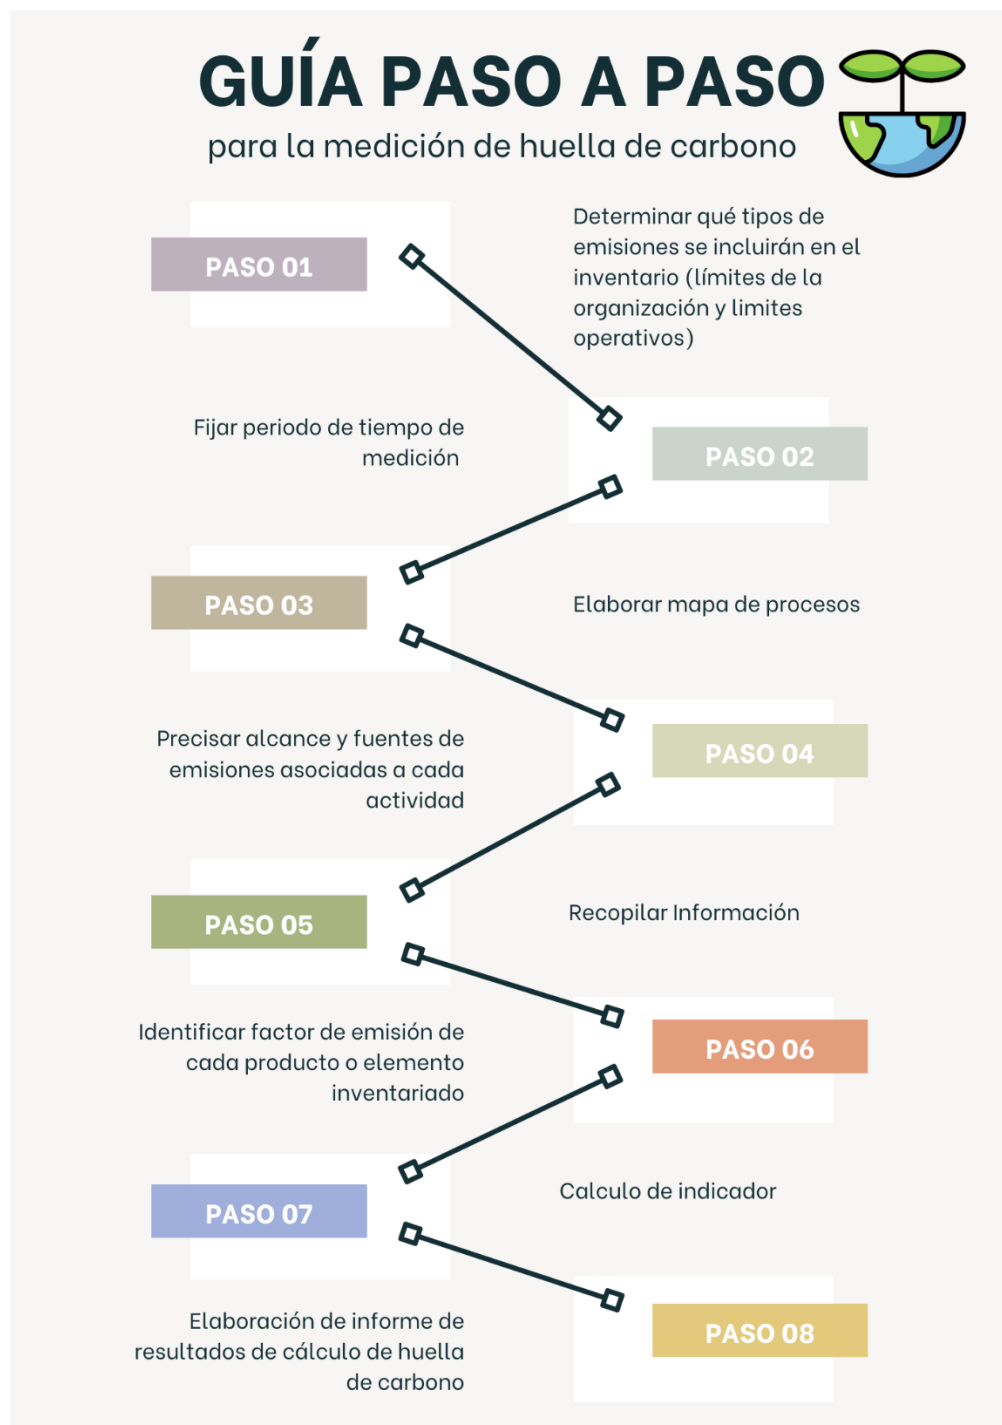 GUÍA PASO A PASO
para la medición de huella de carbono
PASO 01
Determinar qué tipos de
emisiones se incluirán en el
inventario (límites de la
organización y limites
operativos)
PASO 02
Fijar periodo de tiempo de
medición
PASO 03
Elaborar mapa de procesos
PASO 04
Precisar alcance y fuentes de
emisiones asociadas a cada
actividad
PASO 05
Recopilar Información
PASO 06
Identificar factor de emisión de
cada producto o elemento
inventariado
PASO 07
Calculo de indicador
PASO 08
Elaboración de informe de
resultados de cálculo de huella
de carbono